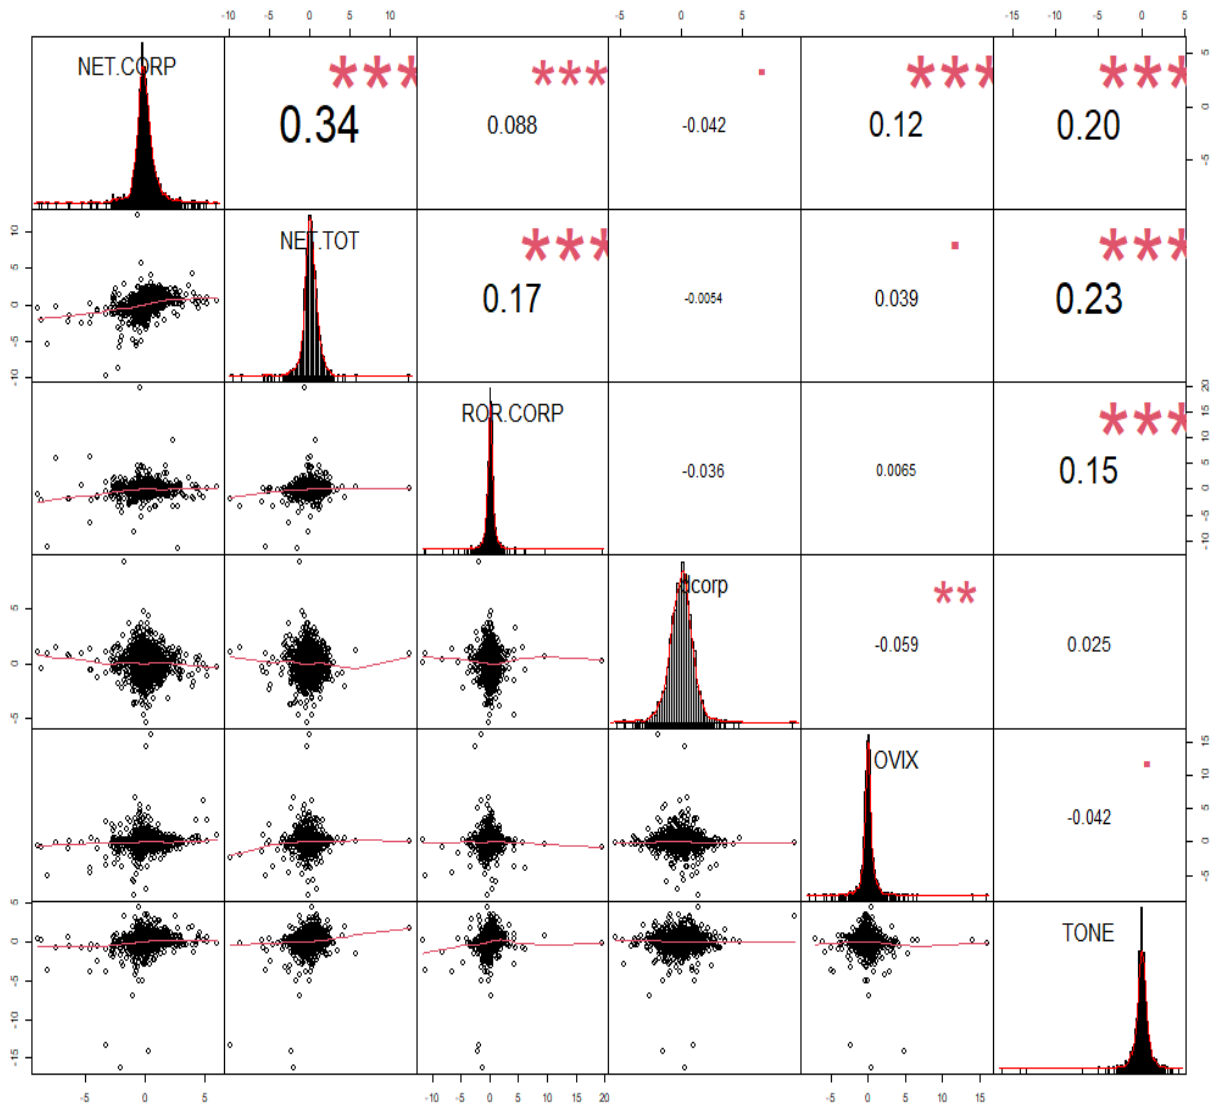 -10 -5 0 5 10 -5 0 5 -15 -10 -5 0 5
NET.CORP *** *** . *** ***
0.34 0.088 -0.042 0.12 0.20
5 0 -5
NET.TOT *** . ***
0.17 -0.0054 0.039 0.23
10 5 0 -5 -10
ROR.CORP ***
-0.036 0.0065 0.15
20 15 10 5 0 -5 -10
dcorp **
-0.059 0.025
5 0 -5
OVIX .
-0.042
15 10 5 0 -5
TONE
5 0 -5 -10 -15
-5 0 5 -10 -5 0 5 10 15 20 -5 0 5 10 15